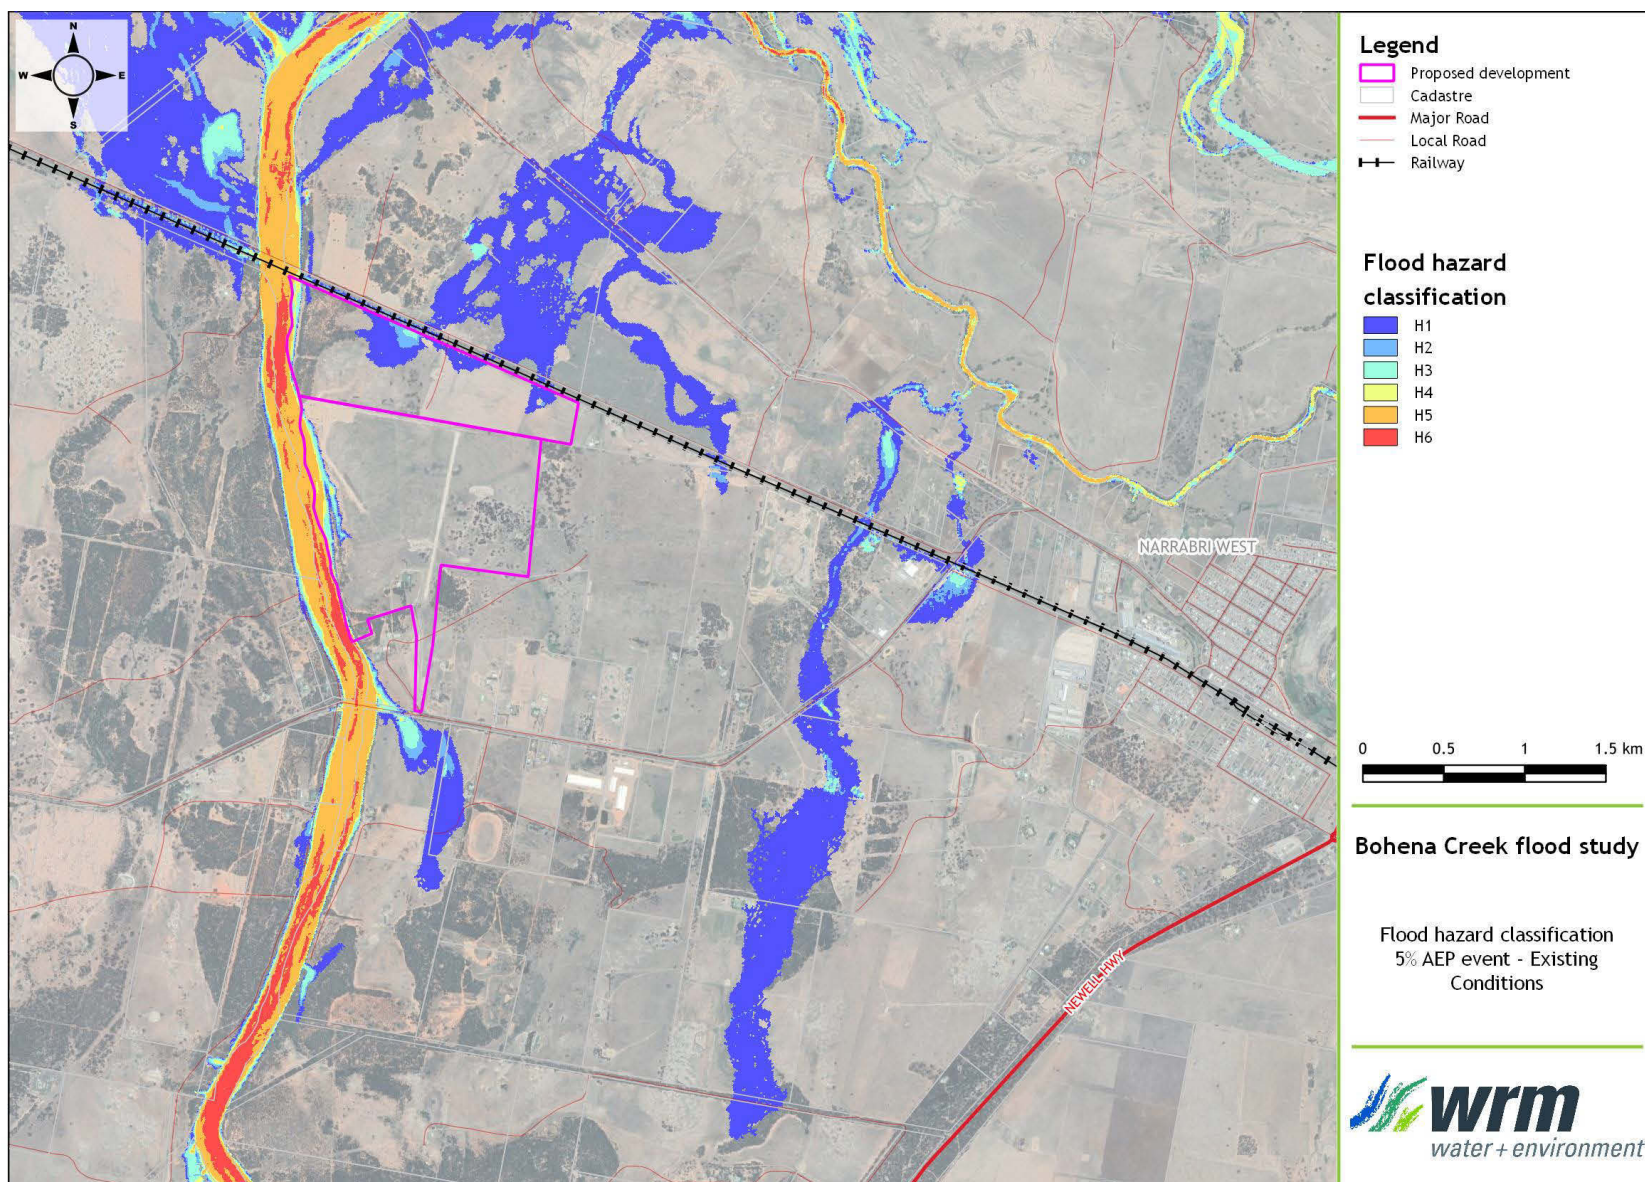 N
W
E
S
NARRABRI WEST
NEWELL HWY
Legend
Proposed development
Cadastre
Major Road
Local Road
Railway
Flood hazard
classification
H1
H2
H3
H4
H5
H6
0 0.5 1 1.5 km
Bohena Creek flood study
Flood hazard classification
5% AEP event - Existing
Conditions
wrm
water + environment